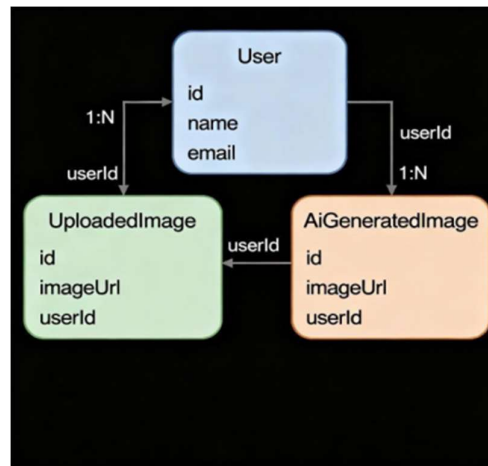 User
id
name
email
1:N
userId
userId
1:N
UploadedImage
id
imageUrl
userId
userId
AiGeneratedImage
id
imageUrl
userId